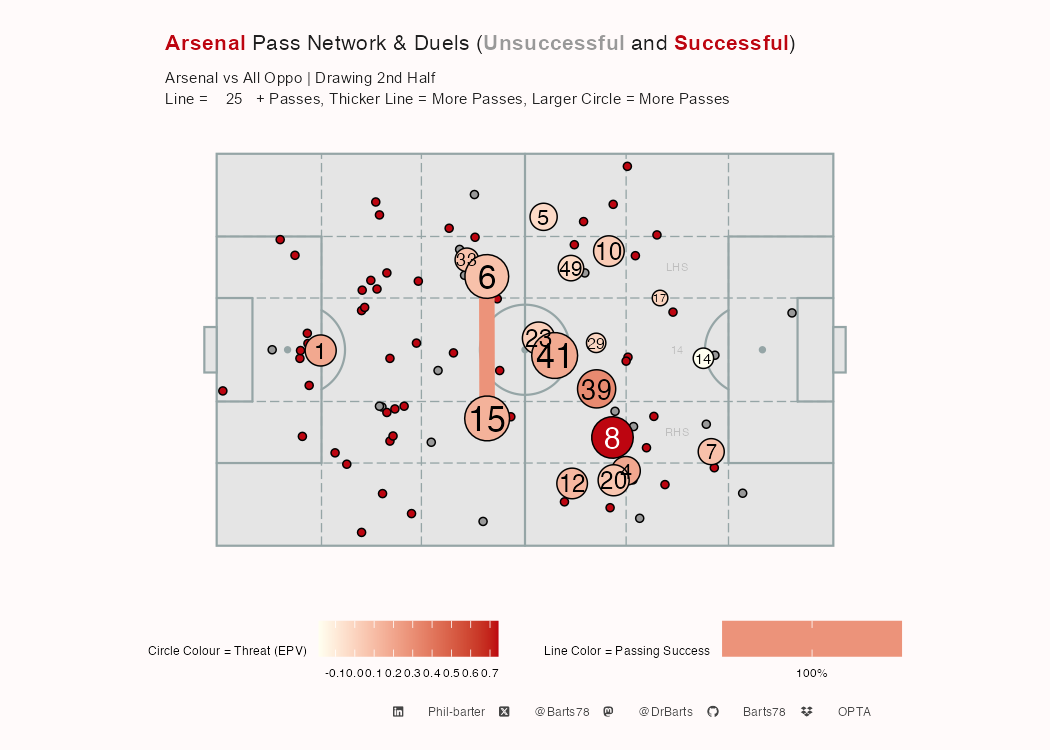 Arsenal Pass Network & Duels (Unsuccessful and Successful)
Arsenal vs All Oppo | Drawing 2nd Half
Line = 25 + Passes, Thicker Line = More Passes, Larger Circle = More Passes
5
10
33
49
LHS
6
17
23
29
1
41
14
14
39
15
8
RHS
7
4
12
20
Circle Colour = Threat (EPV)
-0.1 0.0 0.1 0.2 0.3 0.4 0.5 0.6 0.7
Line Color = Passing Success
100%
Phil-barter @Barts78 @DrBarts Barts78 OPTA